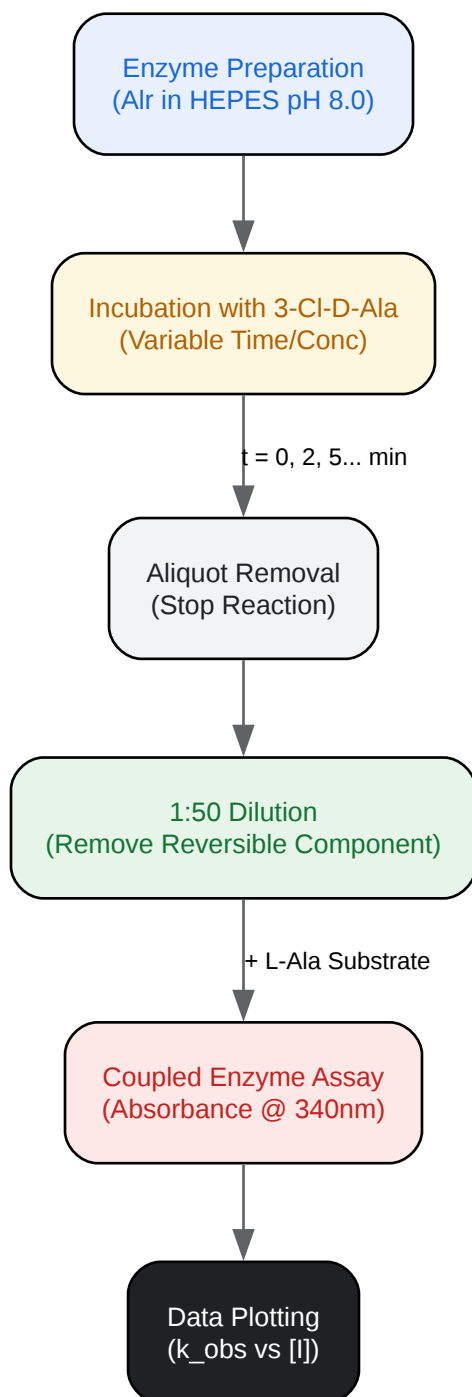 Enzyme Preparation
(Alr in HEPES pH 8.0)
Incubation with 3-Cl-D-Ala
(Variable Time/Conc)
t = 0, 2, 5... min
Aliquot Removal
(Stop Reaction)
1:50 Dilution
(Remove Reversible Component)
+ L-Ala Substrate
Coupled Enzyme Assay
(Absorbance @ 340nm)
Data Plotting
(k_obs vs [I])